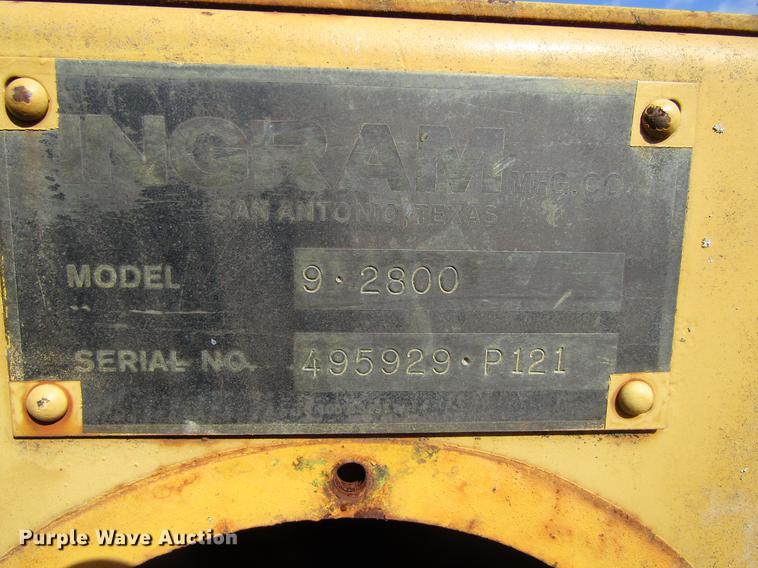 INGRAM MFG. CO.
SAN ANTONIO, TEXAS
MODEL 9·2800
SERIAL NO. 495929·P121
Purple Wave Auction